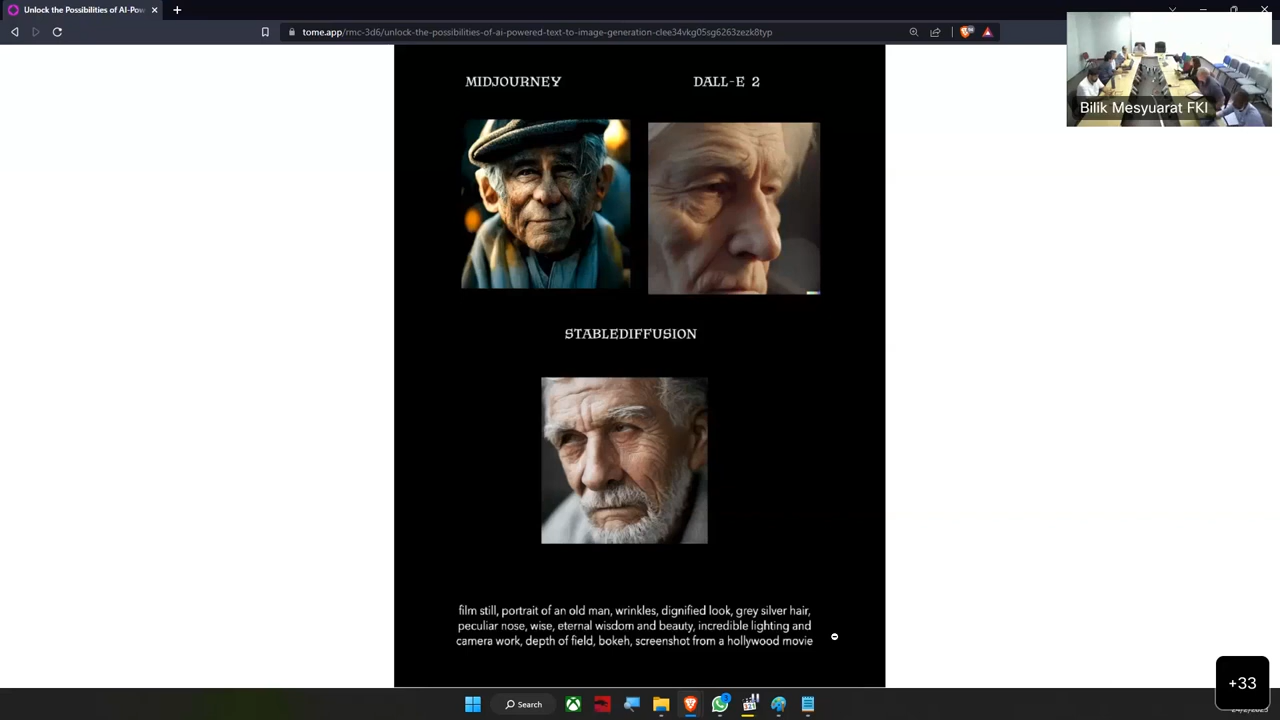 Unlock the Possibilities of AI-Pow
tome.app/rmc-3d6/unlock-the-possibilities-of-ai-powered-text-to-image-generation-clee34vkg05sg6263zezk8typ
Bilik Mesyuarat FKI
MIDJOURNEY
DALL-E 2
STABLEDIFFUSION
film still, portrait of an old man, wrinkles, dignified look, grey silver hair,
peculiar nose, wise, eternal wisdom and beauty, incredible lighting and
camera work, depth of field, bokeh, screenshot from a hollywood movie
+33
Search